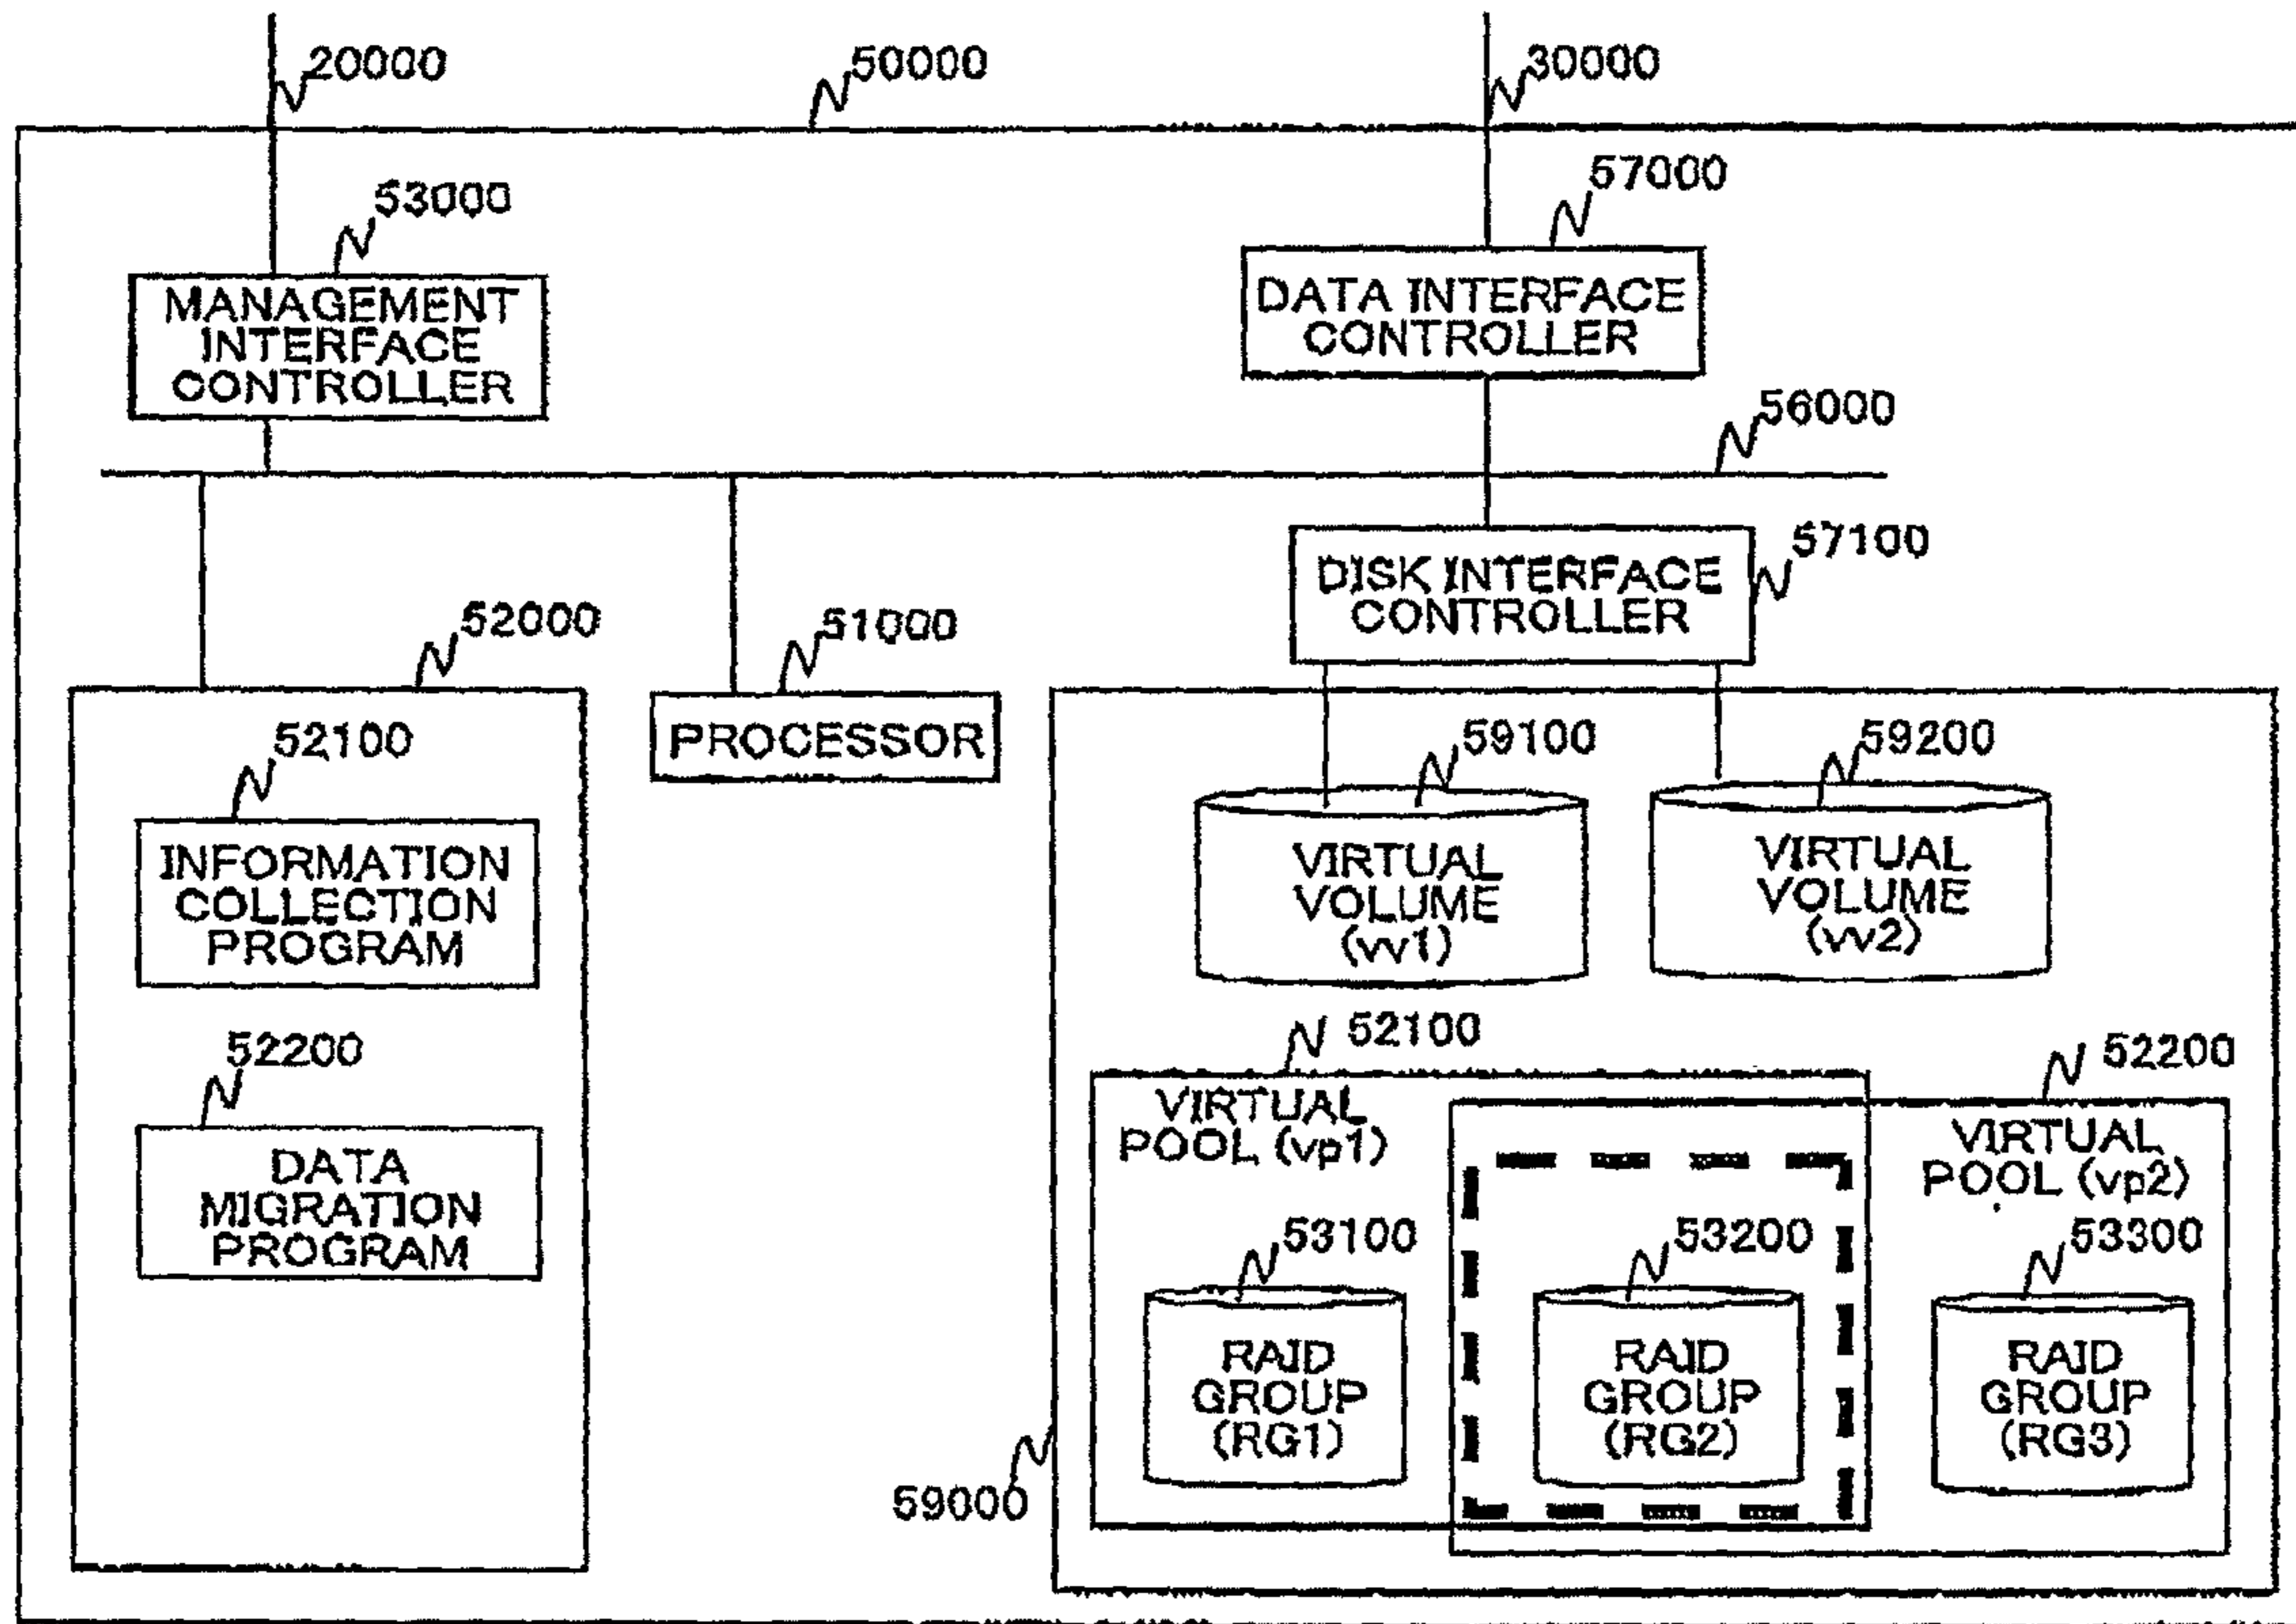 20000
50000
30000
53000
57000
MANAGEMENT
INTERFACE
CONTROLLER
DATA INTERFACE
CONTROLLER
56000
DISK INTERFACE
CONTROLLER
57100
52000
51000
PROCESSOR
52100
INFORMATION
COLLECTION
PROGRAM
52200
DATA
MIGRATION
PROGRAM
59100
59200
VIRTUAL
VOLUME
(vv1)
VIRTUAL
VOLUME
(vv2)
52100
52200
VIRTUAL
POOL (vp1)
VIRTUAL
POOL (vp2)
53100
53200
53300
RAID
GROUP
(RG1)
RAID
GROUP
(RG2)
RAID
GROUP
(RG3)
59000